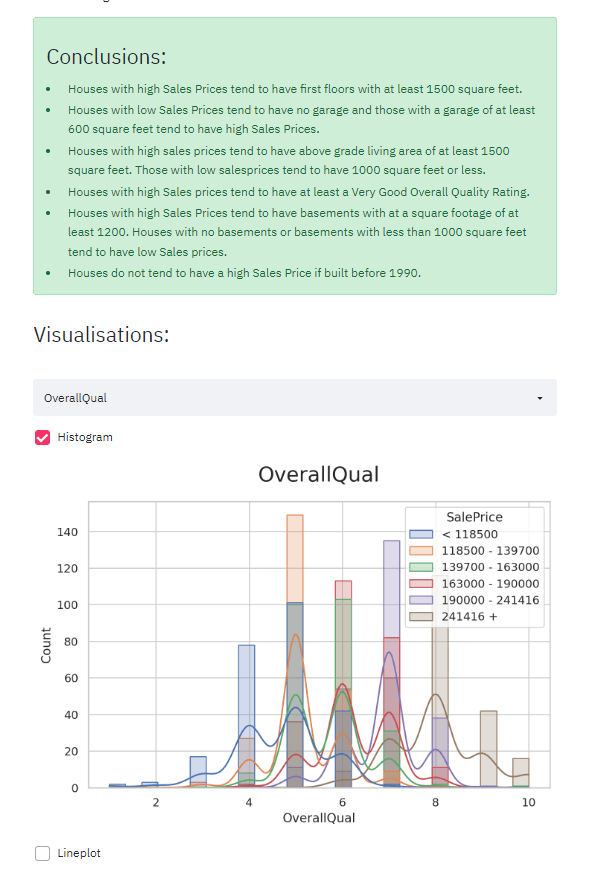 Conclusions:
Houses with high Sales Prices tend to have first floors with at least 1500 square feet.
Houses with low Sales Prices tend to have no garage and those with a garage of at least
600 square feet tend to have high Sales Prices.
Houses with high sales prices tend to have above grade living area of at least 1500
square feet. Those with low salesprices tend to have 1000 square feet or less.
Houses with high Sales prices tend to have at least a Very Good Overall Quality Rating.
Houses with high Sales Prices tend to have basements with at a square footage of at
least 1200. Houses with no basements or basements with less than 1000 square feet
tend to have low Sales prices.
Houses do not tend to have a high Sales Price if built before 1990.
Visualisations:
OverallQual
Histogram
OverallQual
SalePrice
< 118500
118500 - 139700
139700 - 163000
163000 - 190000
190000 - 241416
241416 +
140
120
100
80
60
40
20
0
Count
2 4 6 8 10
OverallQual
Lineplot